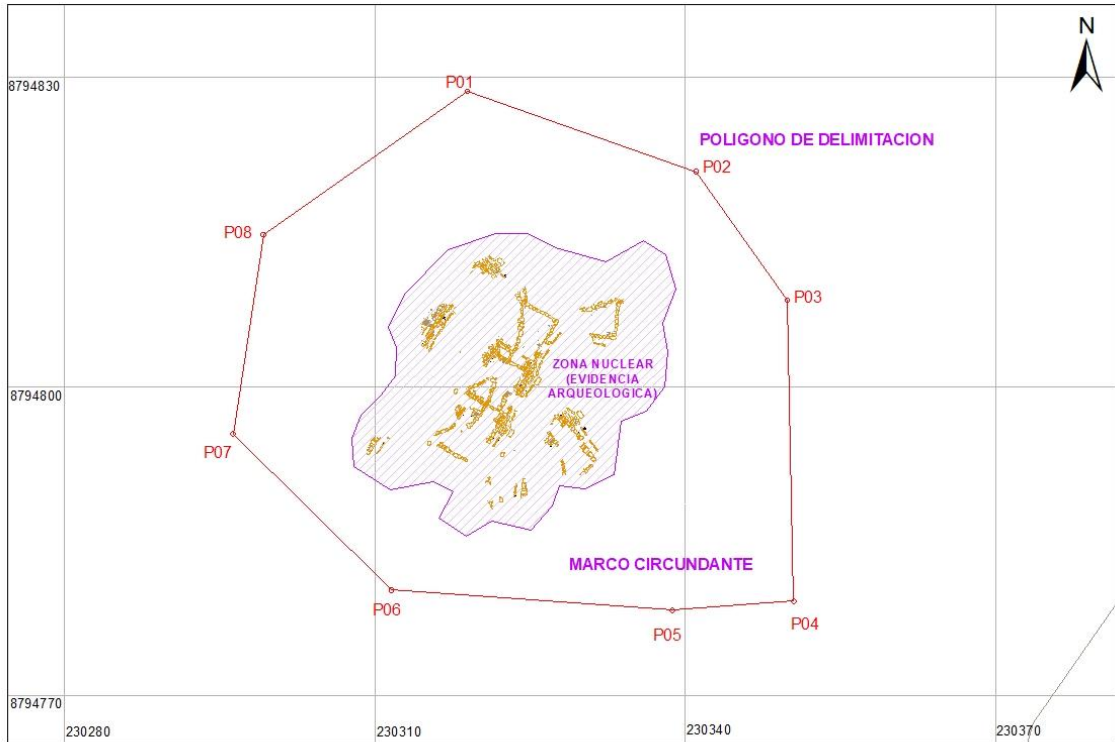 N
8794830
P01
POLIGONO DE DELIMITACION
P02
P08
P03
ZONA NUCLEAR
(EVIDENCIA
ARQUEOLOGICA)
8794800
P07
MARCO CIRCUNDANTE
P06
P04
P05
8794770
230280
230310
230340
230370